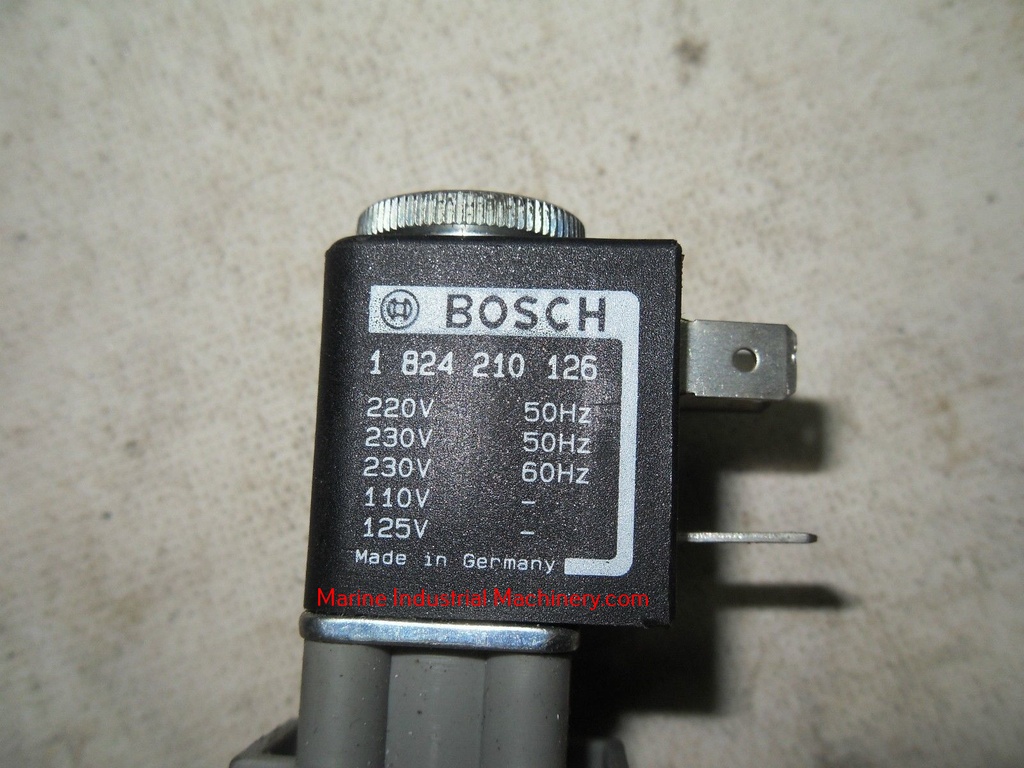 BOSCH
1 824 210 126
220V 50Hz
230V 50Hz
230V 60Hz
110V -
125V -
Made in Germany
Marine Industrial Machinery.com